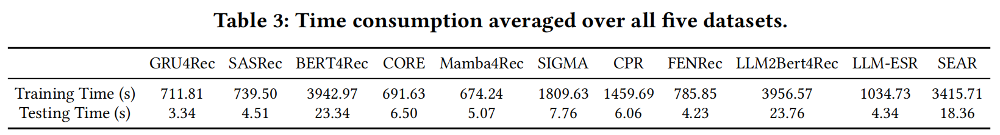 Table 3: Time consumption averaged over all five datasets.
GRU4Rec SASRec BERT4Rec CORE Mamba4Rec SIGMA CPR FENRec LLM2Bert4Rec LLM-ESR SEAR
Training Time (s) 711.81 739.50 3942.97 691.63 674.24 1809.63 1459.69 785.85 3956.57 1034.73 3415.71
Testing Time (s) 3.34 4.51 23.34 6.50 5.07 7.76 6.06 4.23 23.76 4.34 18.36